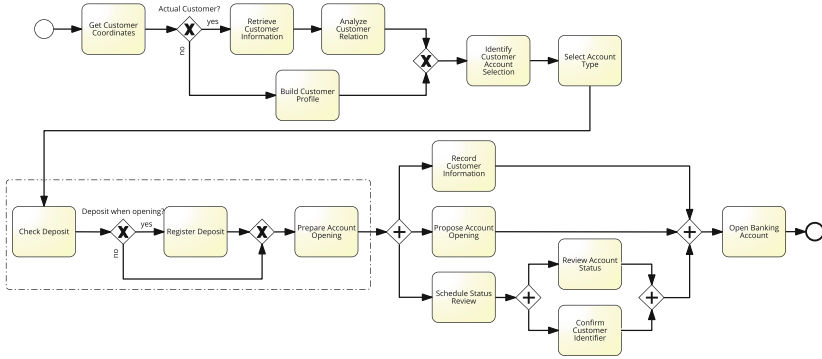 Actual Customer?
Get Customer
Coordinates
yes
no
Retrieve
Customer
Information
Analyze
Customer
Relation
Build Customer
Profile
Identify
Customer
Account
Selection
Select Account
Type
Check Deposit
Deposit when opening?
yes
no
Register Deposit
Prepare Account
Opening
Record
Customer
Information
Propose Account
Opening
Schedule Status
Review
Review Account
Status
Confirm
Customer
Identifier
Open Banking
Account